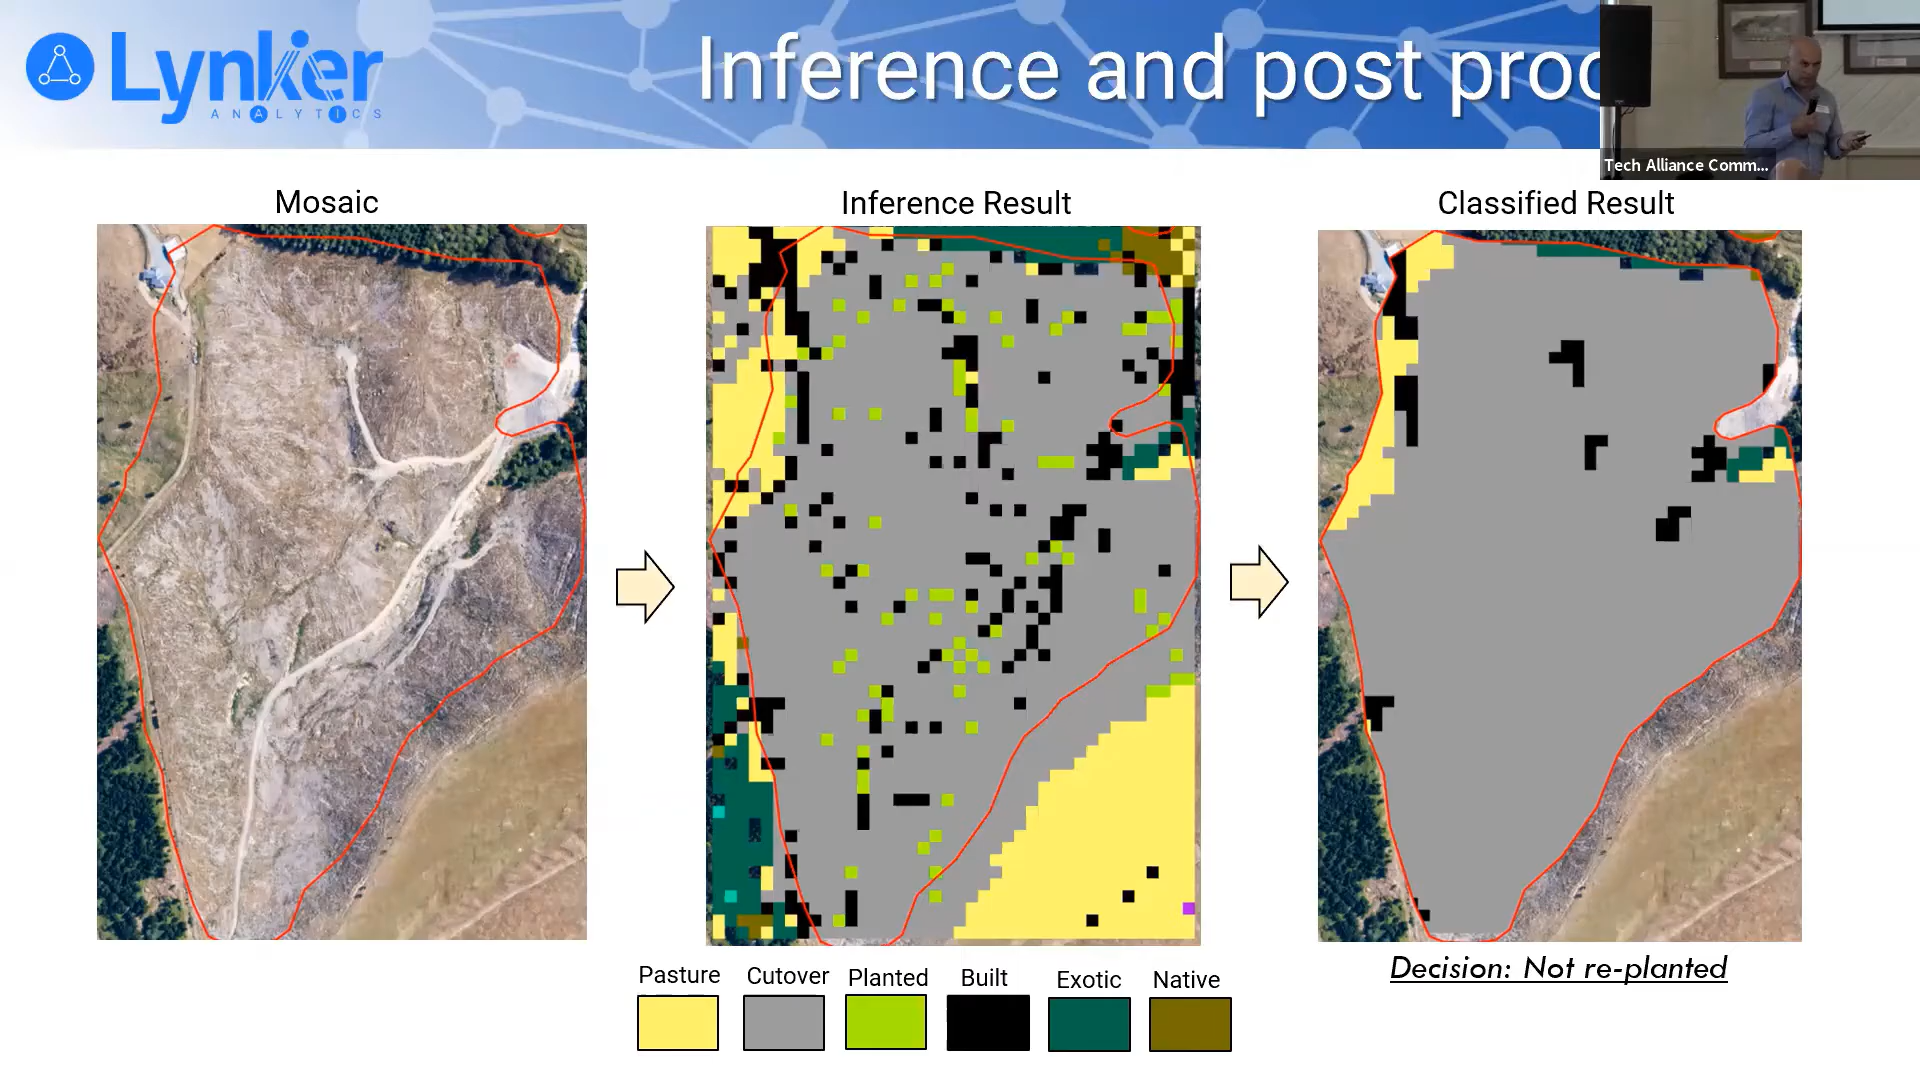 Lynker
ANALYTICS
Inference and post proc
Tech Alliance Comm...
Mosaic
Inference Result
Classified Result
Decision: Not re-planted
Pasture
Cutover
Planted
Built
Exotic
Native